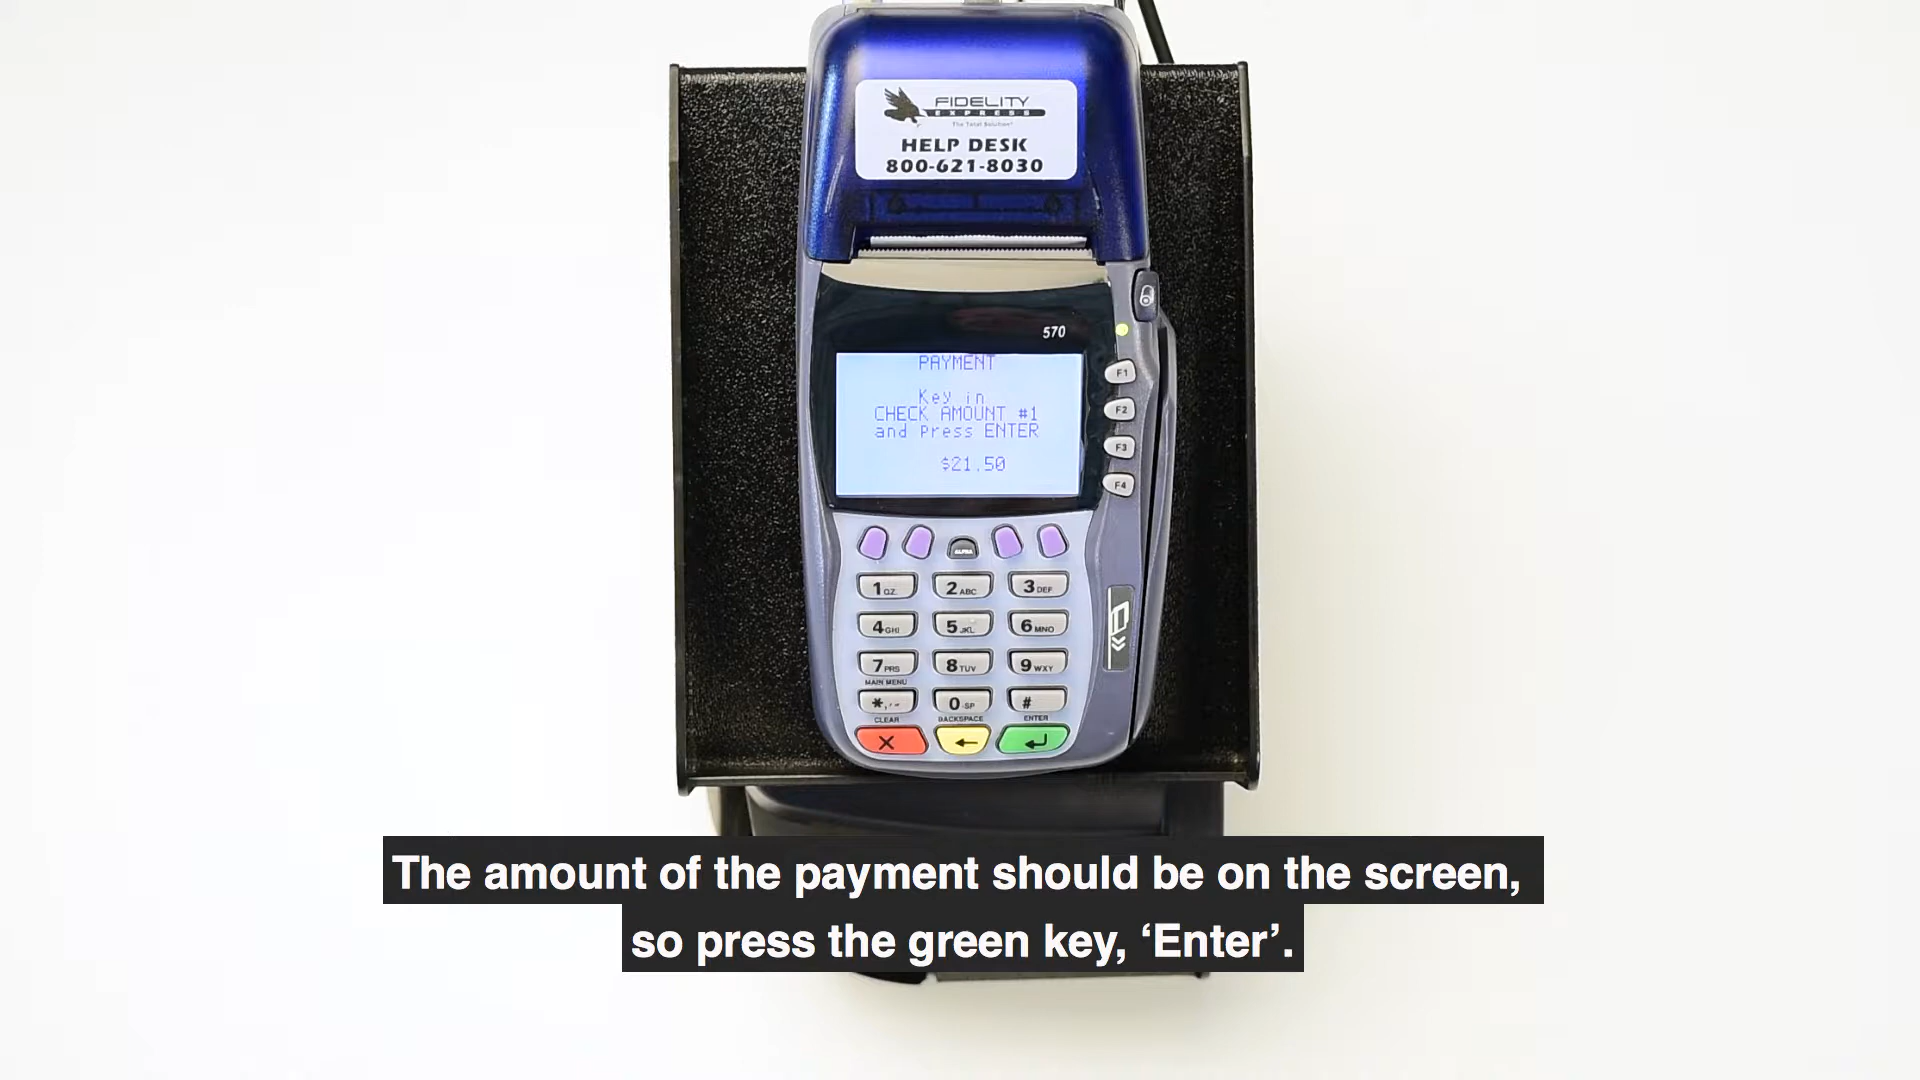 FIDELITY
EXPRESS
The Total Solution®
HELP DESK
800-621-8030
570
PAYMENT
Key in
CHECK AMOUNT #1
and Press ENTER
$21.50
F1
F2
F3
F4
ALPHA
1 QZ.
2 ABC
3 DEF
4 GHI
5 JKL
6 MNO
7 PRS
8 TUV
9 WXY
MAIN MENU
*,'"
0 -SP
#
CLEAR
BACKSPACE
ENTER
The amount of the payment should be on the screen,
so press the green key, ‘Enter’.